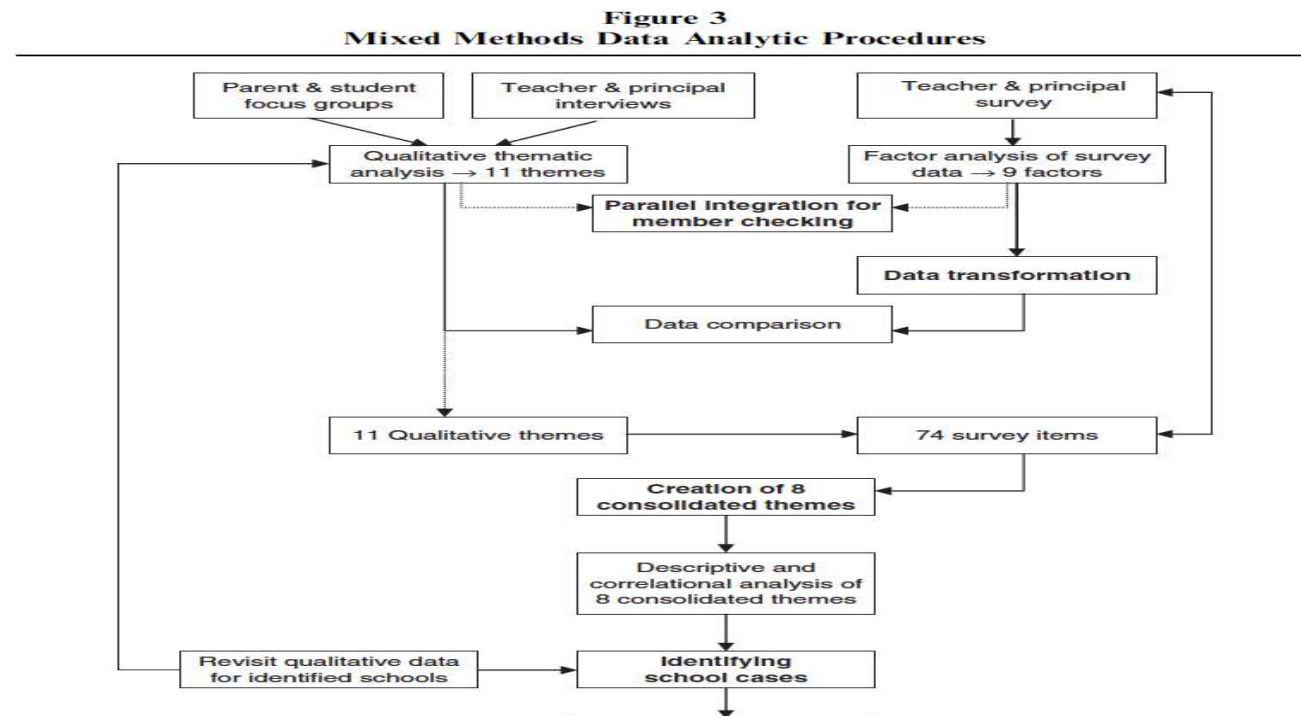 Figure 3
Mixed Methods Data Analytic Procedures
Parent & student
focus groups
Teacher & principal
interviews
Teacher & principal
survey
Qualitative thematic
analysis → 11 themes
Factor analysis of survey
data → 9 factors
Parallel integration for
member checking
Data transformation
Data comparison
11 Qualitative themes
74 survey items
Creation of 8
consolidated themes
Descriptive and
correlational analysis of
8 consolidated themes
Revisit qualitative data
for identified schools
Identifying
school cases